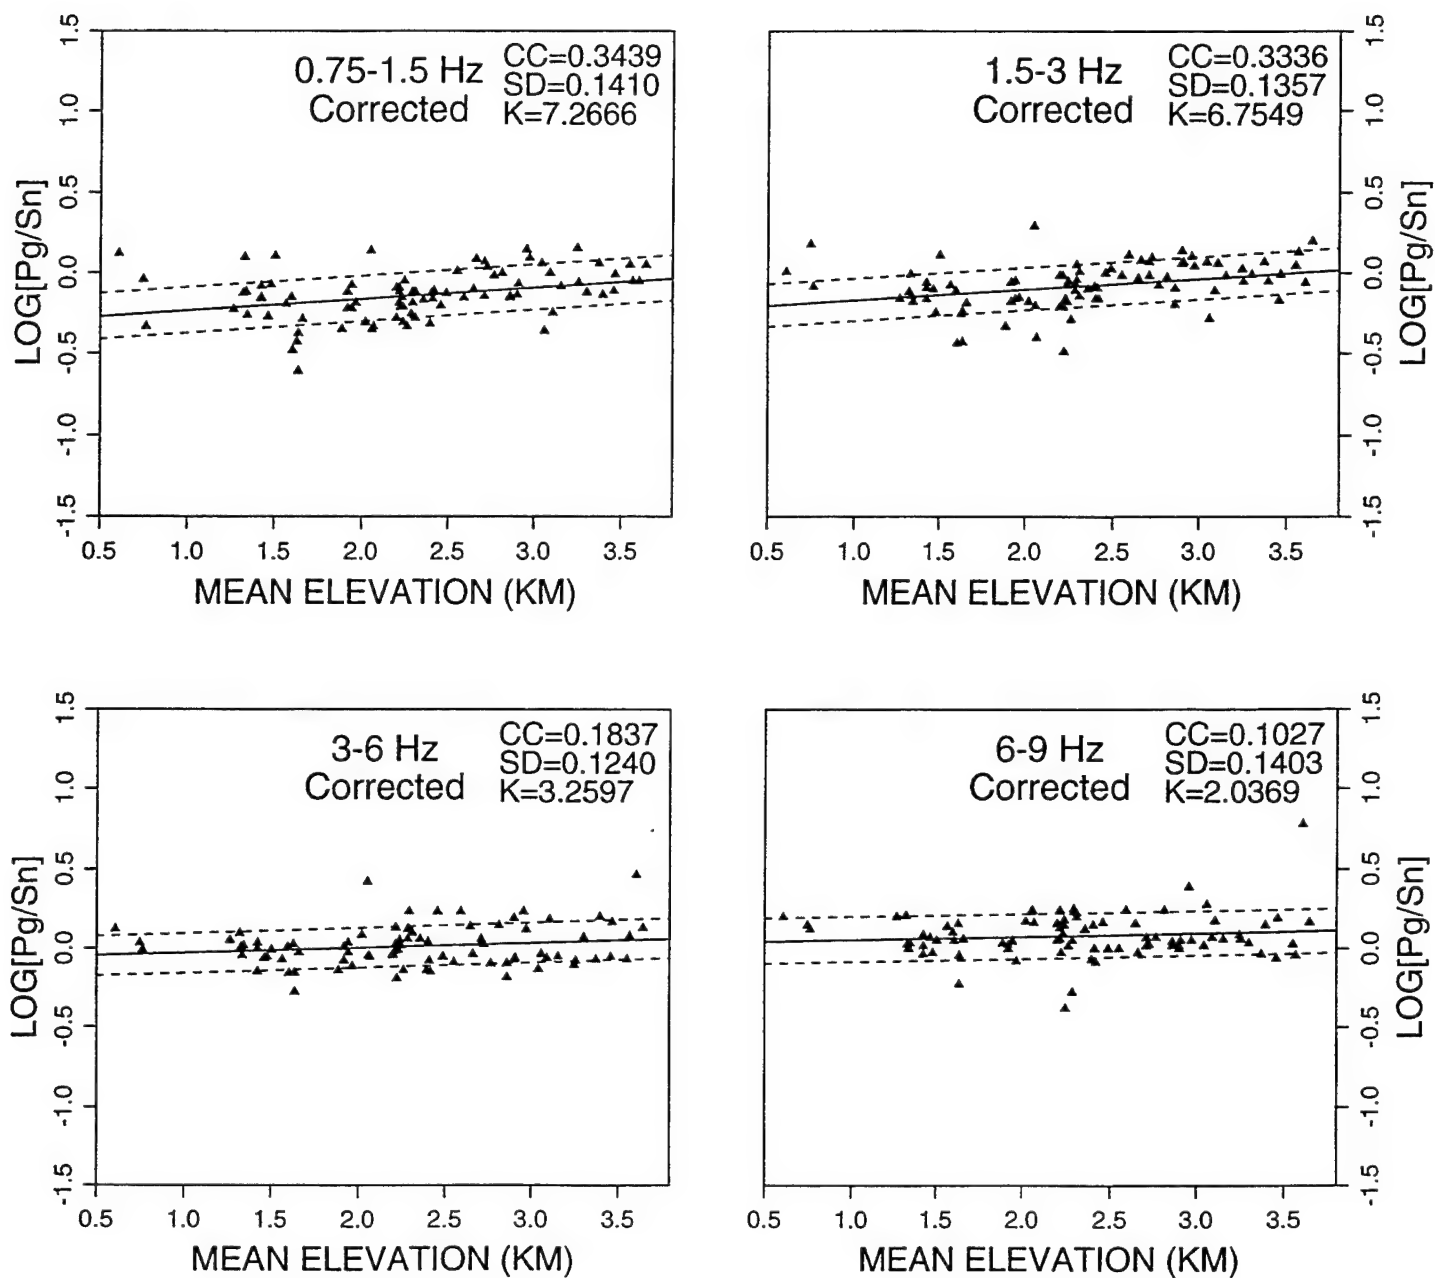 0.75-1.5 Hz
Corrected
CC=0.3439
SD=0.1410
K=7.2666
LOG[Pg/Sn]
1.5
1.0
0.5
0.0
-0.5
-1.0
-1.5
0.5 1.0 1.5 2.0 2.5 3.0 3.5
MEAN ELEVATION (KM)
1.5-3 Hz
Corrected
CC=0.3336
SD=0.1357
K=6.7549
1.5
1.0
0.5
0.0
-0.5
-1.0
-1.5
LOG[Pg/Sn]
0.5 1.0 1.5 2.0 2.5 3.0 3.5
MEAN ELEVATION (KM)
3-6 Hz
Corrected
CC=0.1837
SD=0.1240
K=3.2597
LOG[Pg/Sn]
1.5
1.0
0.5
0.0
-0.5
-1.0
-1.5
0.5 1.0 1.5 2.0 2.5 3.0 3.5
MEAN ELEVATION (KM)
6-9 Hz
Corrected
CC=0.1027
SD=0.1403
K=2.0369
1.5
1.0
0.5
0.0
-0.5
-1.0
-1.5
LOG[Pg/Sn]
0.5 1.0 1.5 2.0 2.5 3.0 3.5
MEAN ELEVATION (KM)